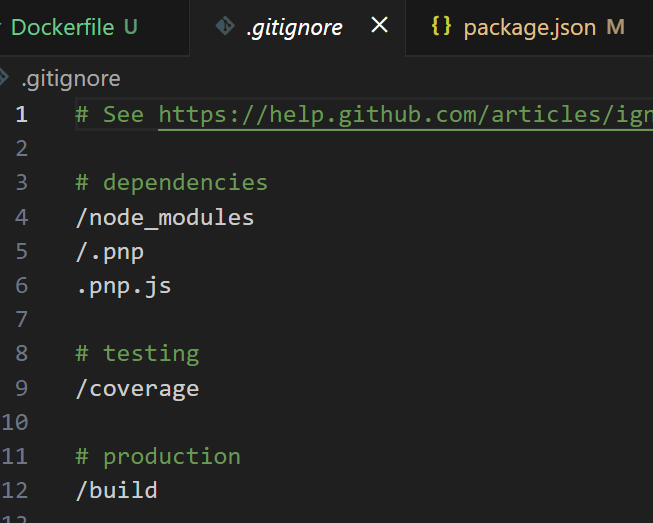 Dockerfile U .gitignore {} package.json M
.gitignore
1 # See https://help.github.com/articles/ign
2
3 # dependencies
4 /node_modules
5 /.pnp
6 .pnp.js
7
8 # testing
9 /coverage
10
11 # production
12 /build